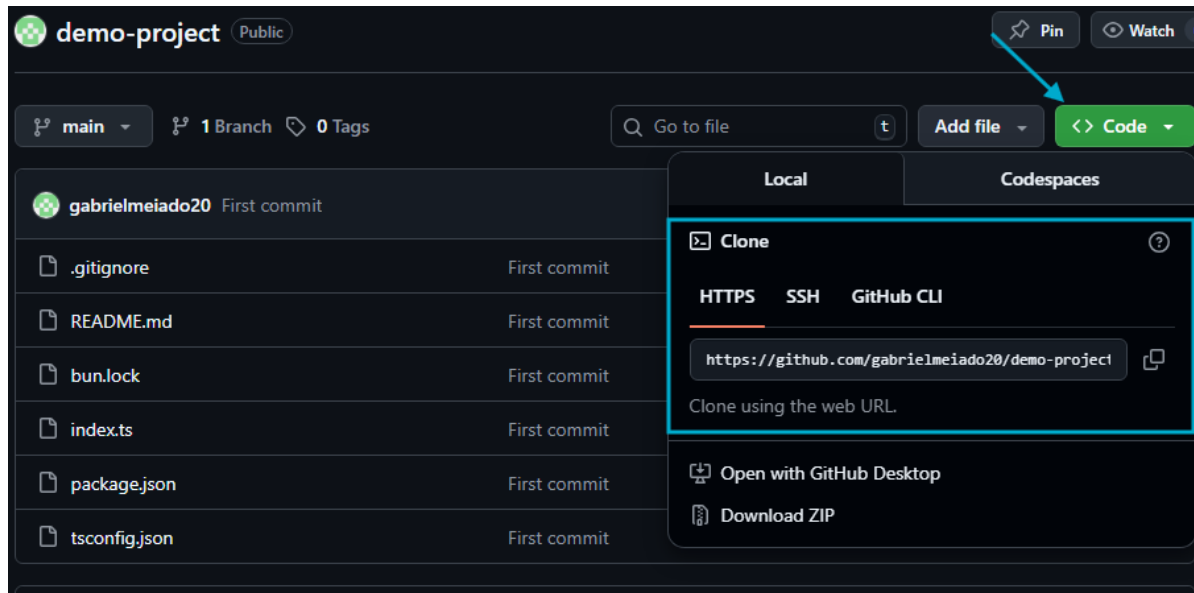 demo-project Public Pin Watch
main 1 Branch 0 Tags Go to file t Add file Code
Local Codespaces
gabrielmeiado20 First commit
Clone
.gitignore First commit
HTTPS SSH GitHub CLI
README.md First commit
https://github.com/gabrielmeiado20/demo-project
bun.lock First commit
Clone using the web URL.
index.ts First commit
Open with GitHub Desktop
package.json First commit
Download ZIP
tsconfig.json First commit